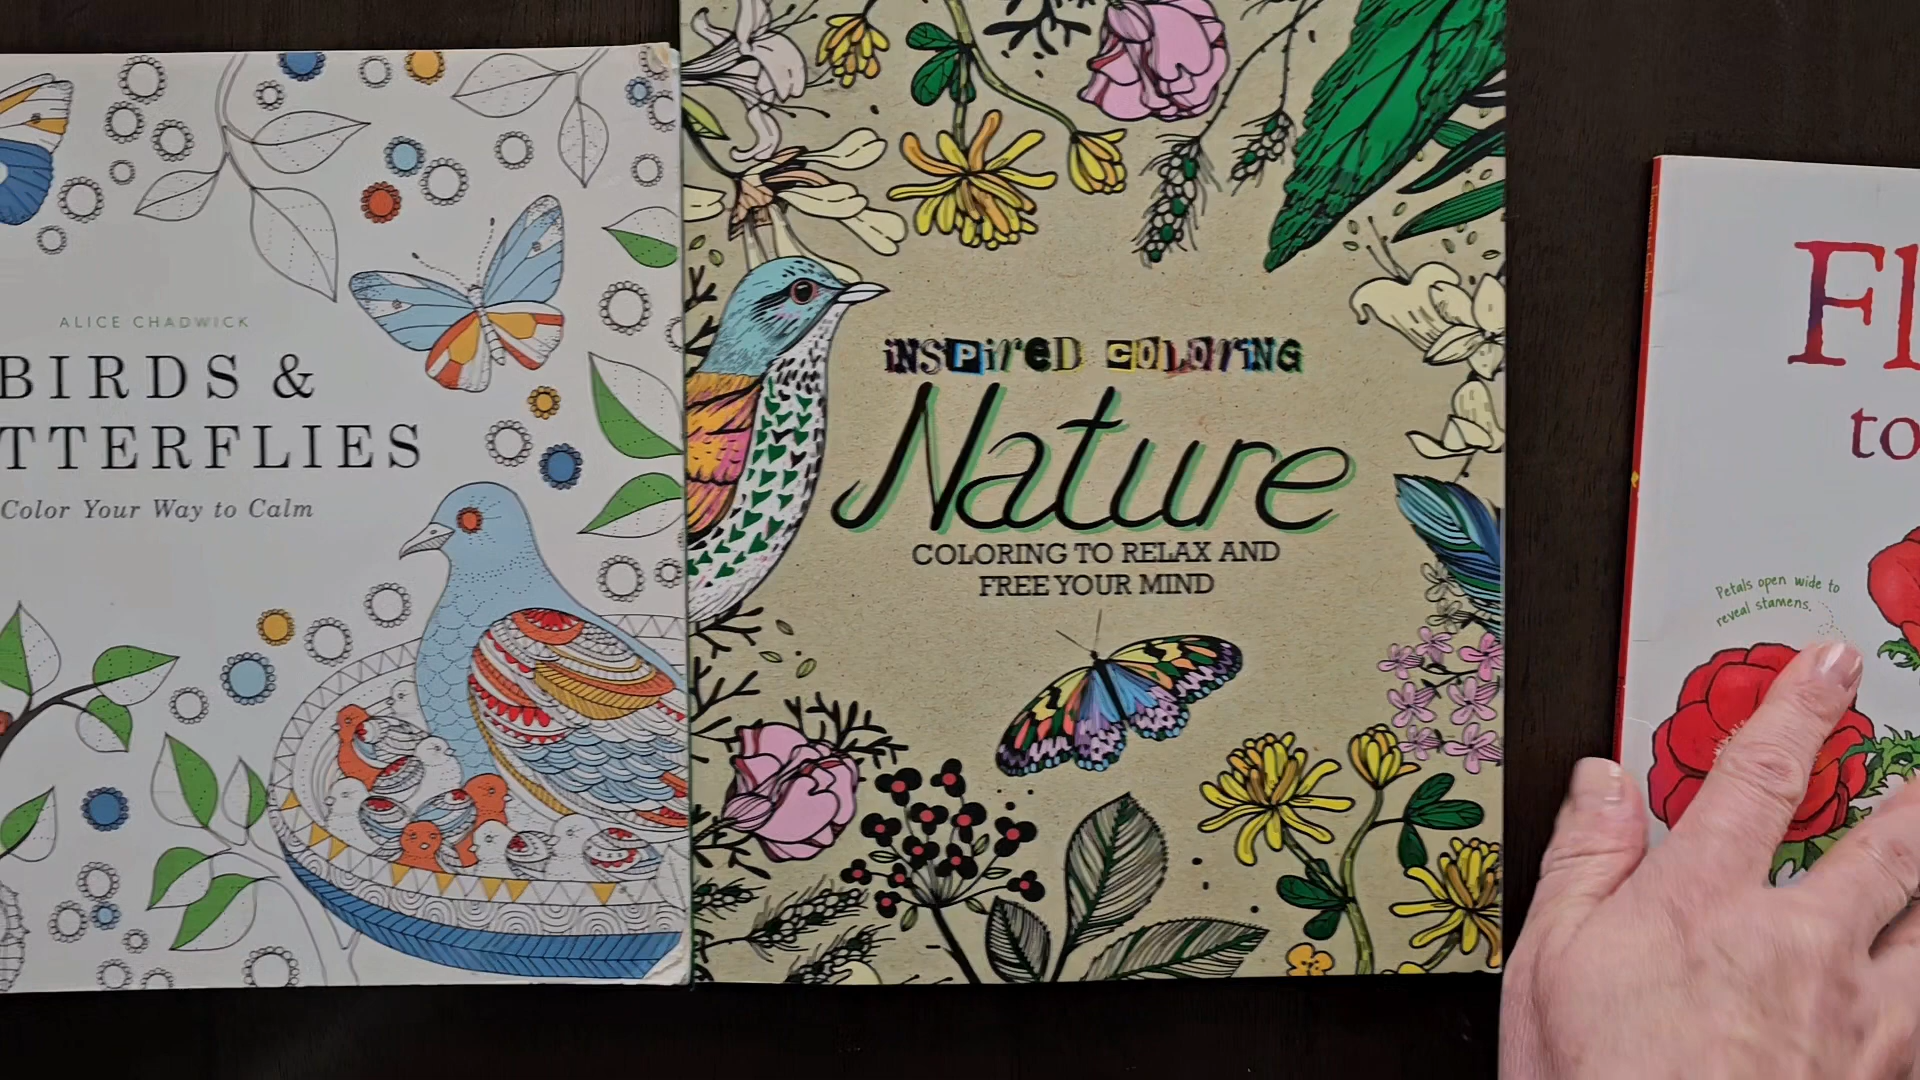 ALICE CHADWICK
BIRDS &
TTERFLIES
Color Your Way to Calm
iNSPirED COLORiNG
Nature
COLORING TO RELAX AND
FREE YOUR MIND
Fl
to
Petals open wide to
reveal stamens.